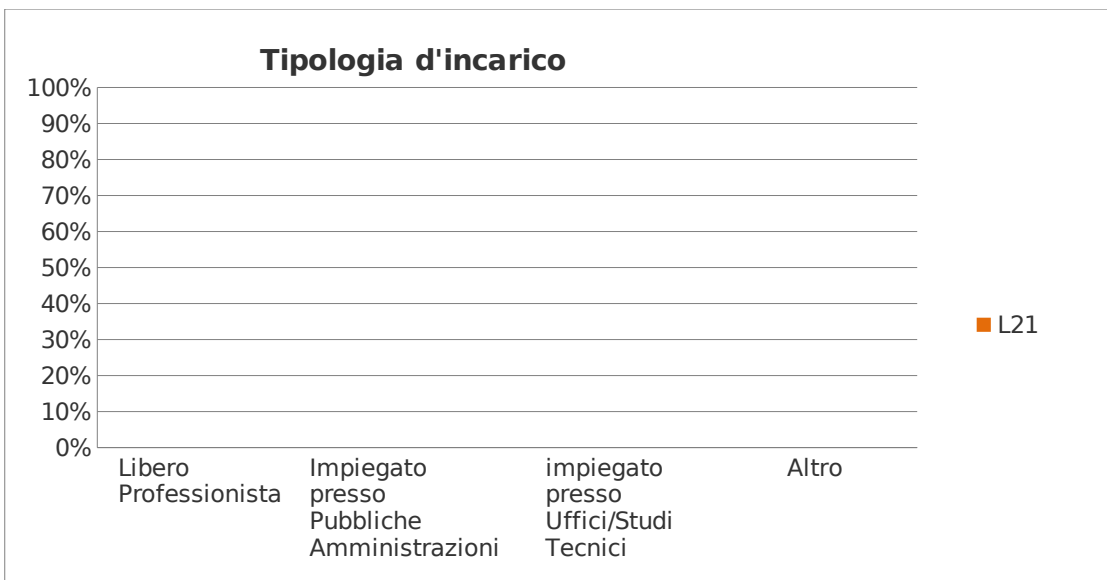 Tipologia d'incarico
100%
90%
80%
70%
60%
50%
40%
30%
20%
10%
0%
L21
Libero
Professionista
Impiegato
presso
Pubbliche
Amministrazioni
impiegato
presso
Uffici/Studi
Tecnici
Altro